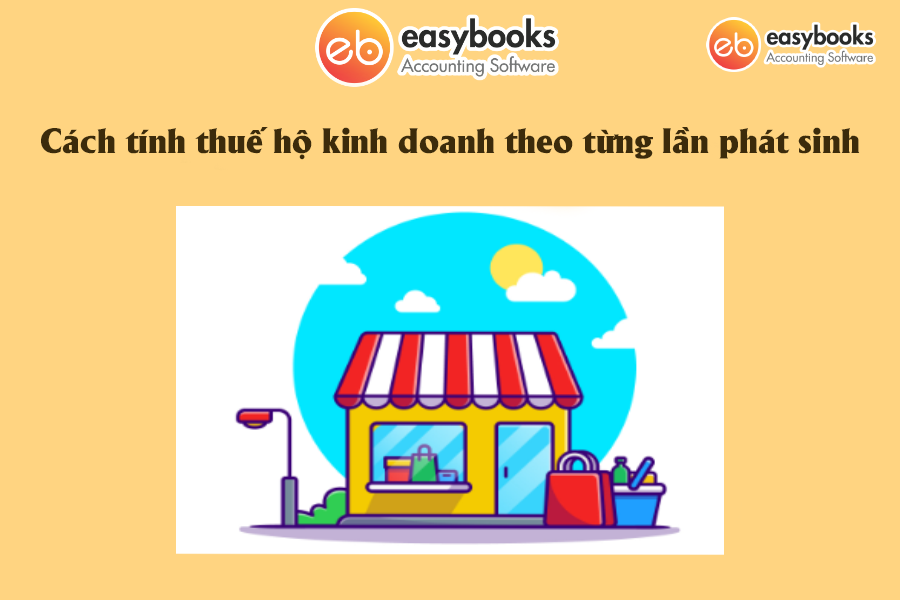 eb easybooks
Accounting Software
eb easybooks
Accounting Software
Cách tính thuế hộ kinh doanh theo từng lần phát sinh